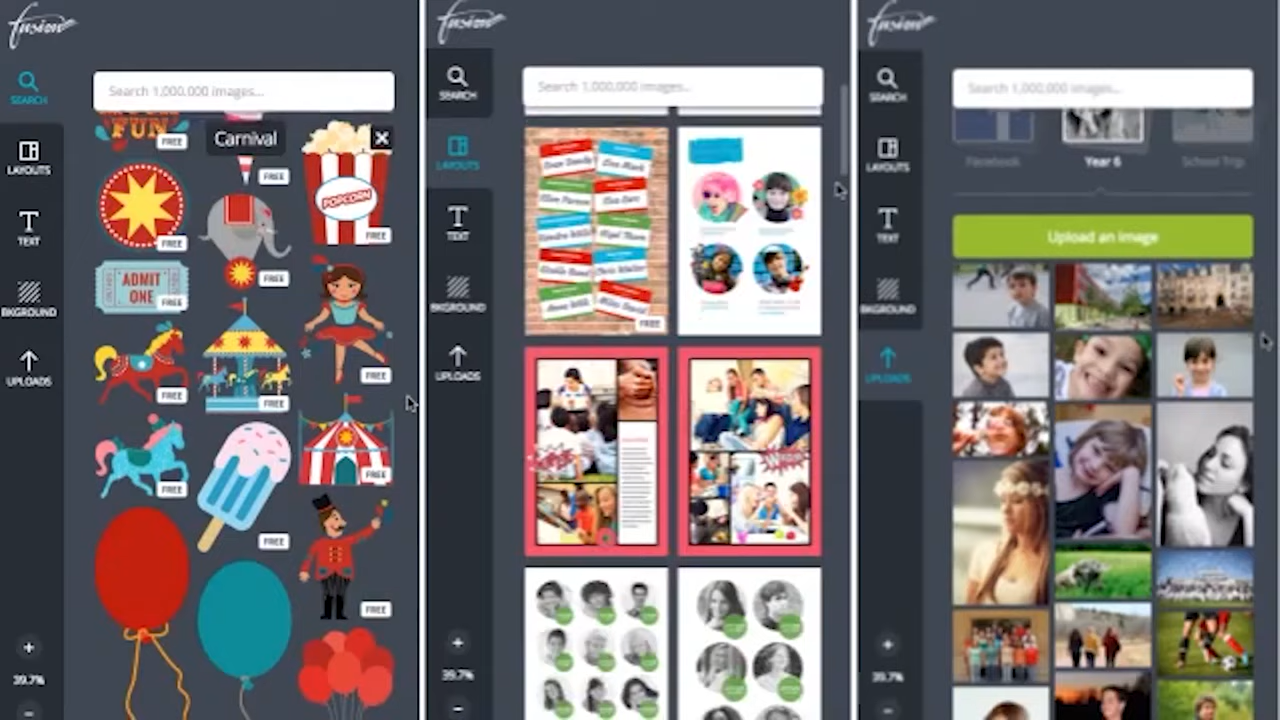 fusion
SEARCH
LAYOUTS
TEXT
BKGROUND
UPLOADS
+
39.7%
–
Search 1,000,000 images...
Carnival
FUN
FREE
FREE
POPCORN
FREE
FREE
ADMIT
ONE
FREE
FREE
FREE
FREE
FREE
FREE
FREE
FREE
FREE
fusion
SEARCH
LAYOUTS
TEXT
BKGROUND
UPLOADS
+
39.7%
–
Search 1,000,000 images...
FREE
fusion
SEARCH
LAYOUTS
TEXT
BKGROUND
UPLOADS
+
39.7%
–
Search 1,000,000 images...
Facebook
Year 6
School Trip
Upload an image